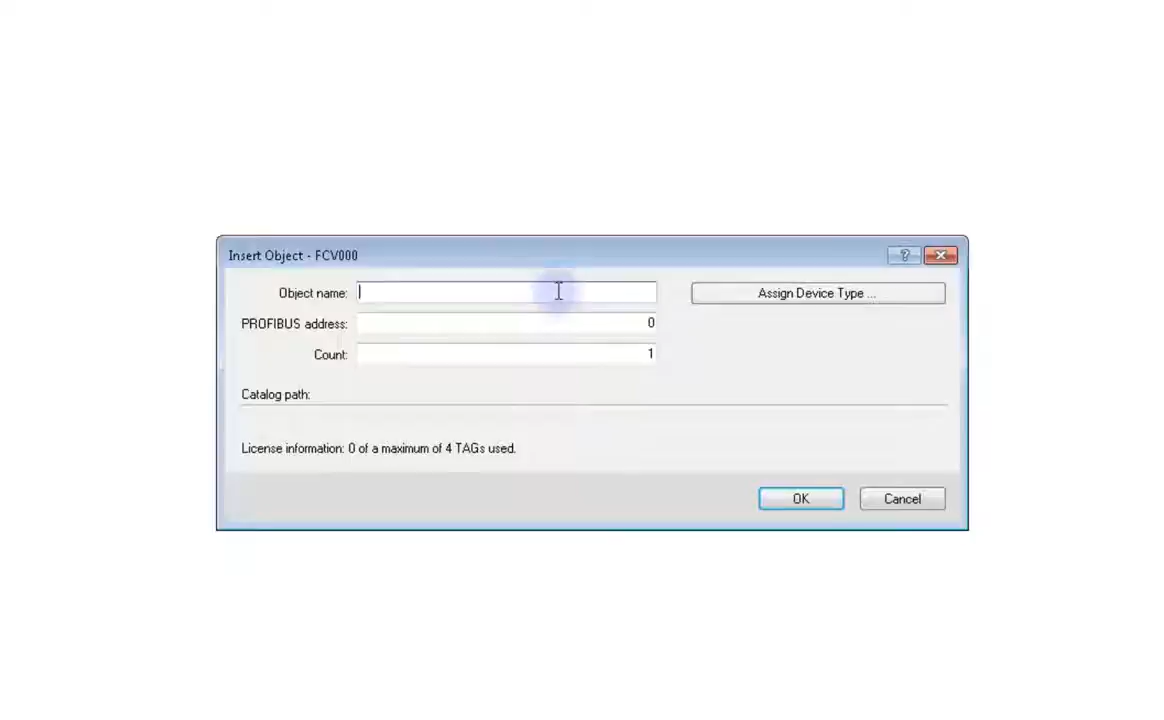 Insert Object - FCV000
?
Object name:
Assign Device Type ...
PROFIBUS address: 0
Count: 1
Catalog path:
License information: 0 of a maximum of 4 TAGs used.
OK Cancel